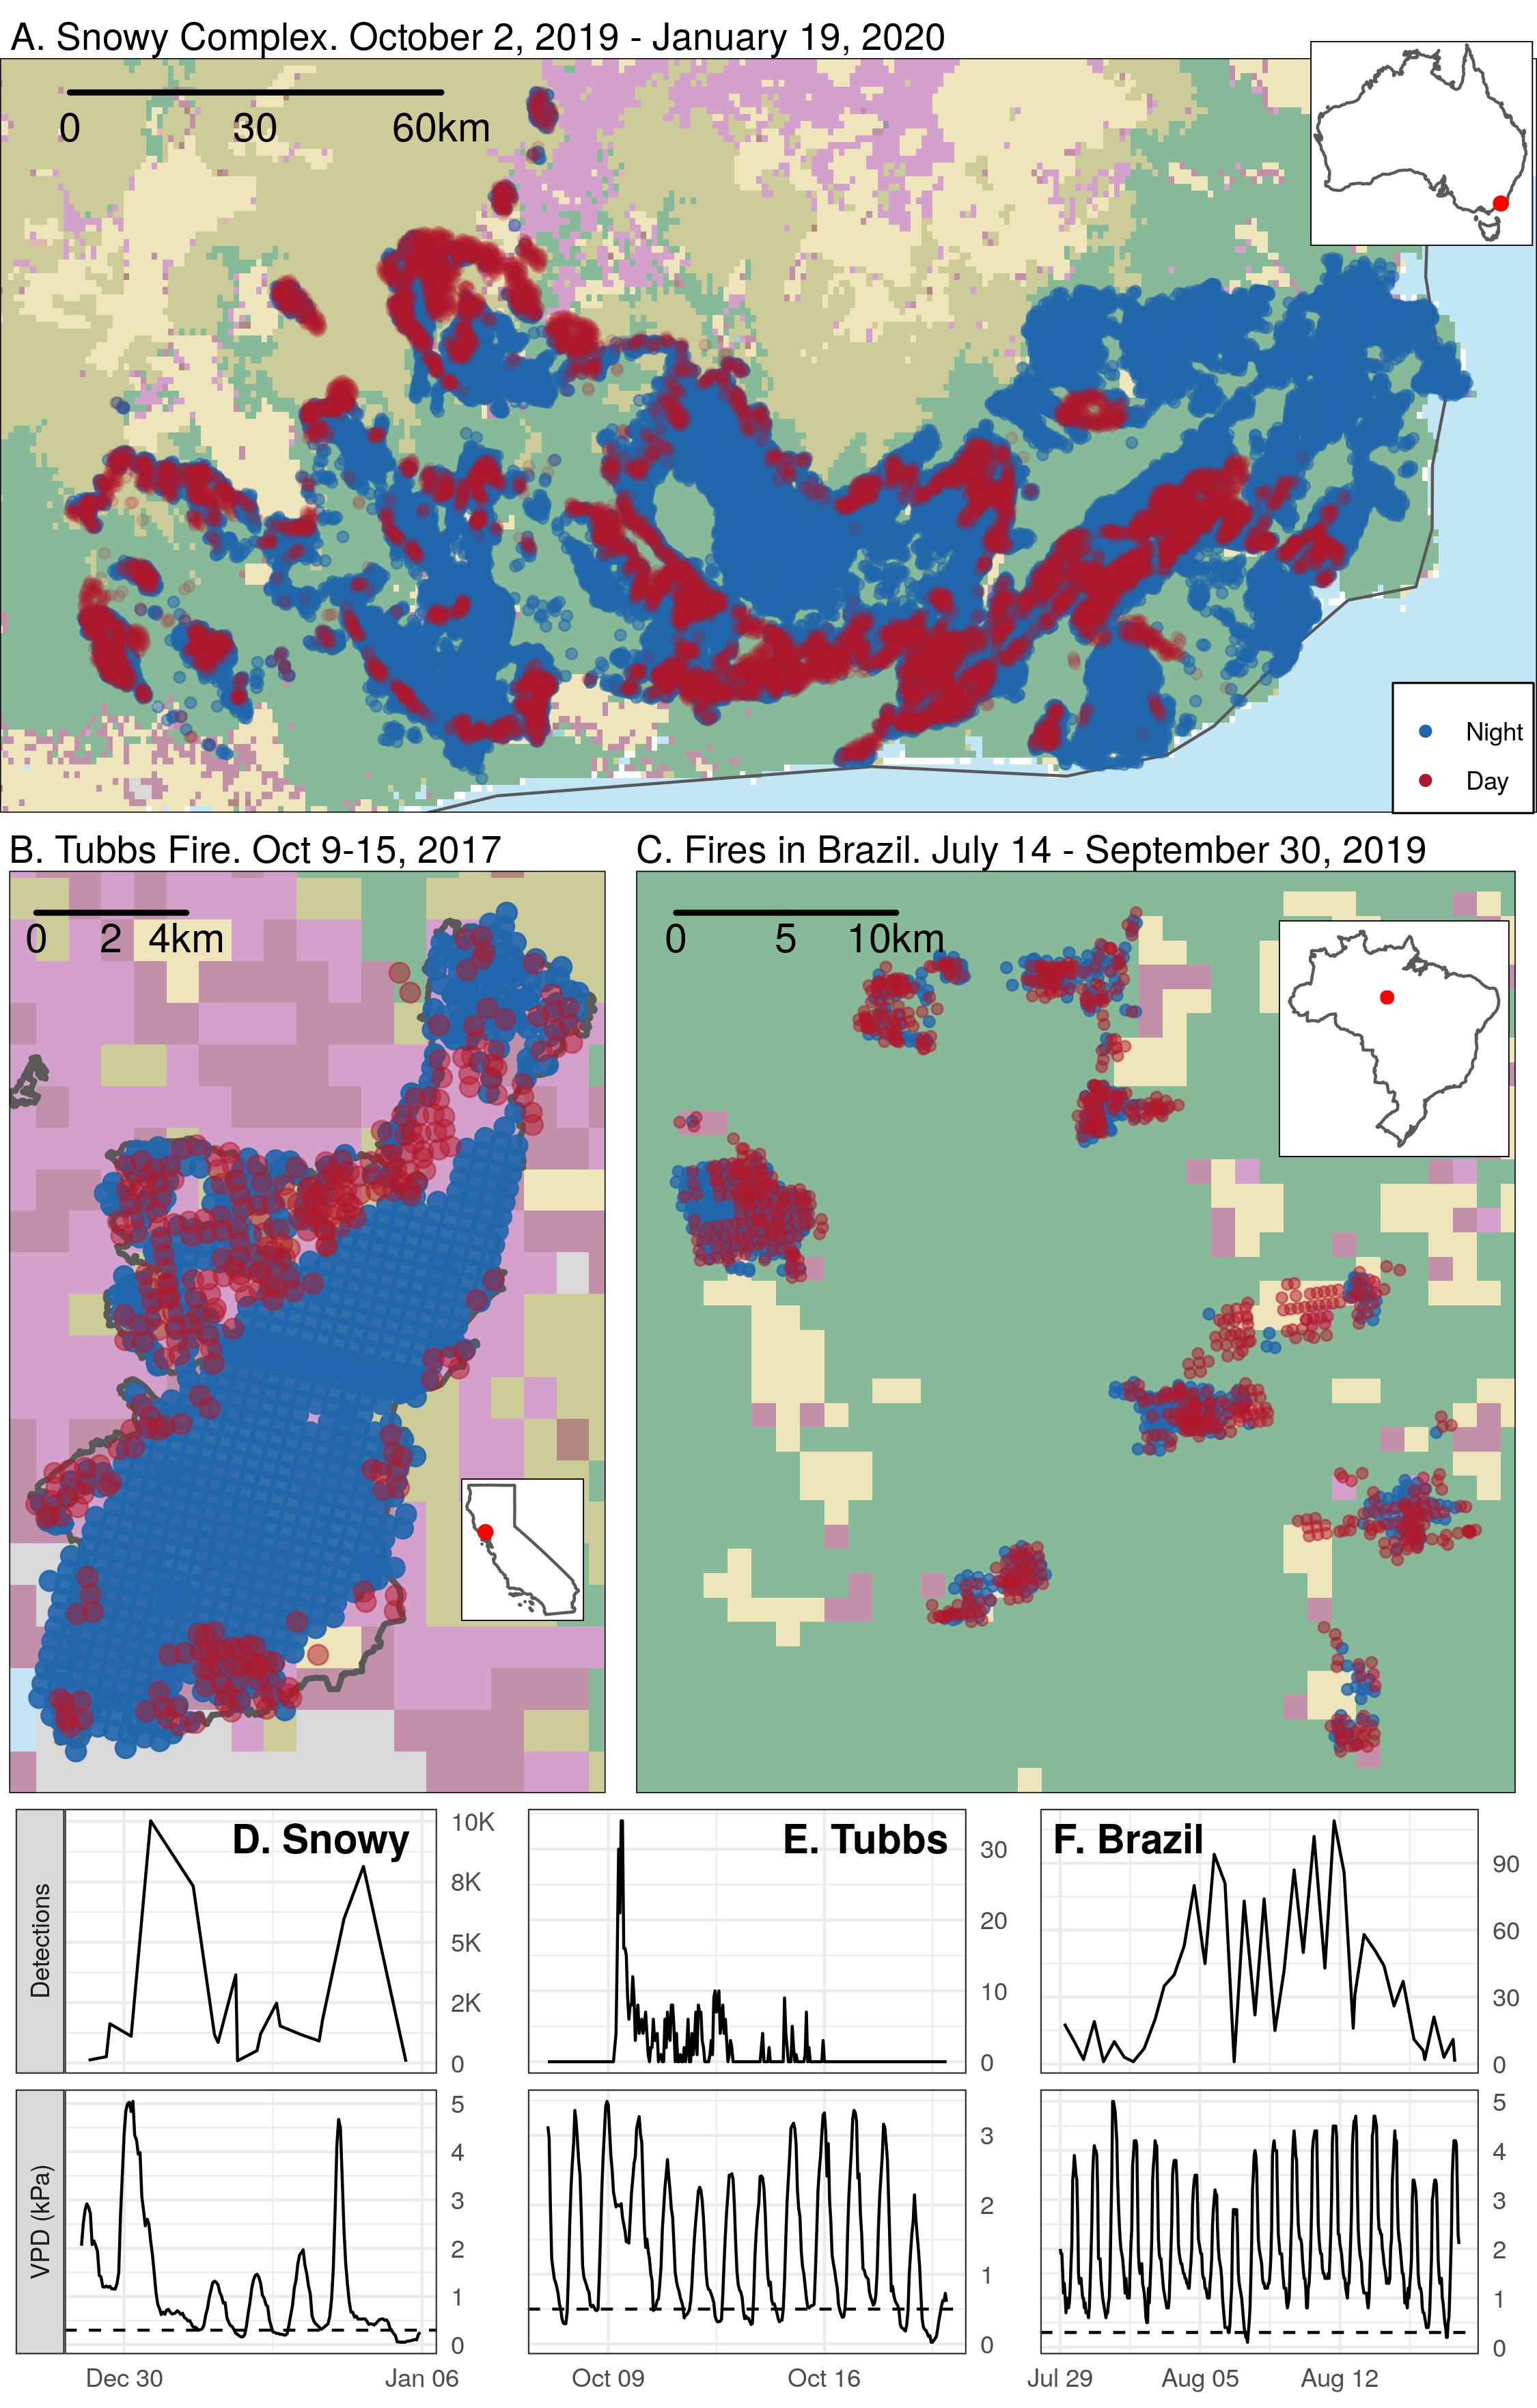 A. Snowy Complex. October 2, 2019 - January 19, 2020
0 30 60km
Night
Day
B. Tubbs Fire. Oct 9-15, 2017
C. Fires in Brazil. July 14 - September 30, 2019
0 2 4km
0 5 10km
Detections
D. Snowy
10K
8K
5K
2K
0
E. Tubbs
30
20
10
0
F. Brazil
90
60
30
0
VPD (kPa)
5
4
3
2
1
0
3
2
1
0
5
4
3
2
1
0
Dec 30 Jan 06
Oct 09 Oct 16
Jul 29 Aug 05 Aug 12